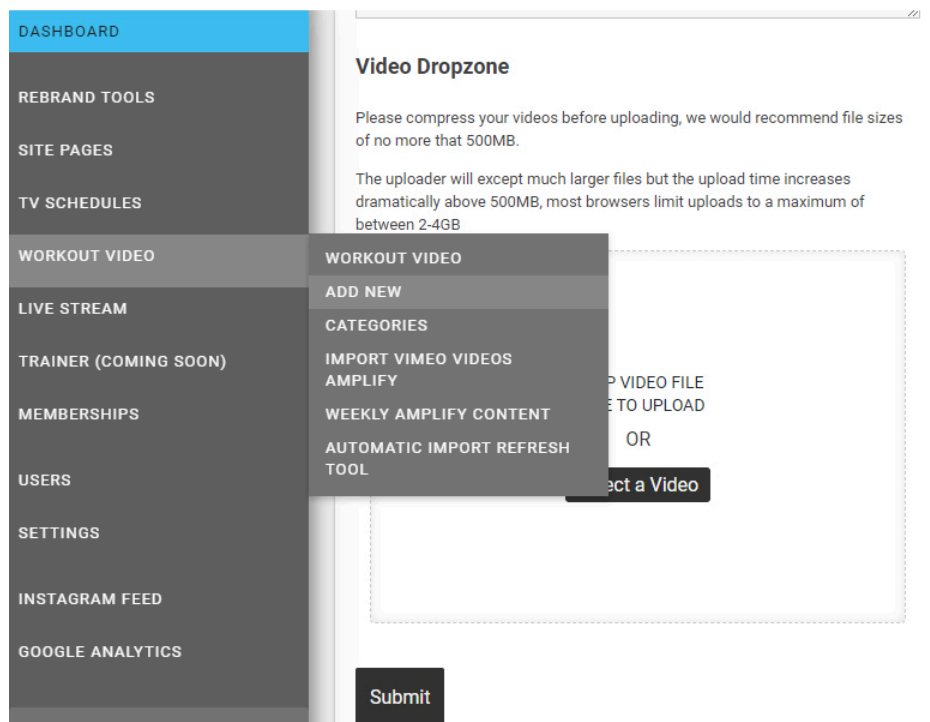 DASHBOARD
REBRAND TOOLS
SITE PAGES
TV SCHEDULES
WORKOUT VIDEO
LIVE STREAM
TRAINER (COMING SOON)
MEMBERSHIPS
USERS
SETTINGS
INSTAGRAM FEED
GOOGLE ANALYTICS
WORKOUT VIDEO
ADD NEW
CATEGORIES
IMPORT VIMEO VIDEOS
AMPLIFY
WEEKLY AMPLIFY CONTENT
AUTOMATIC IMPORT REFRESH
TOOL
Video Dropzone
Please compress your videos before uploading, we would recommend file sizes
of no more that 500MB.
The uploader will except much larger files but the upload time increases
dramatically above 500MB, most browsers limit uploads to a maximum of
between 2-4GB
VIDEO FILE
TO UPLOAD
OR
a Video
Submit